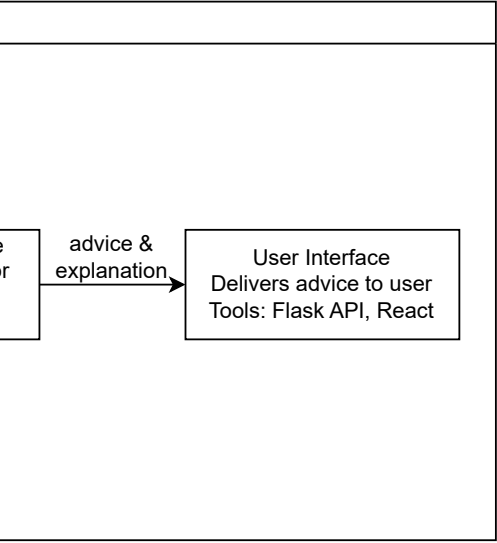 advice &
explanation
User Interface
Delivers advice to user
Tools: Flask API, React